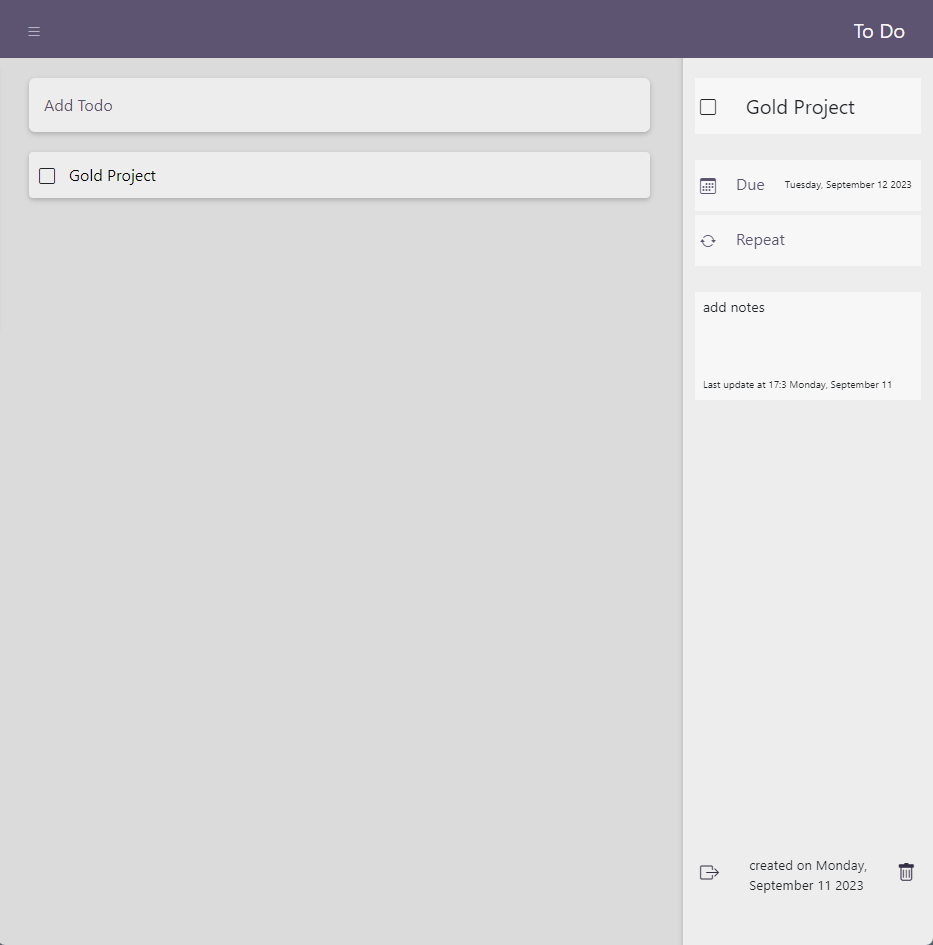 To Do
Add Todo
Gold Project
Gold Project
Due Tuesday, September 12 2023
Repeat
add notes
Last update at 17:3 Monday, September 11
created on Monday,
September 11 2023